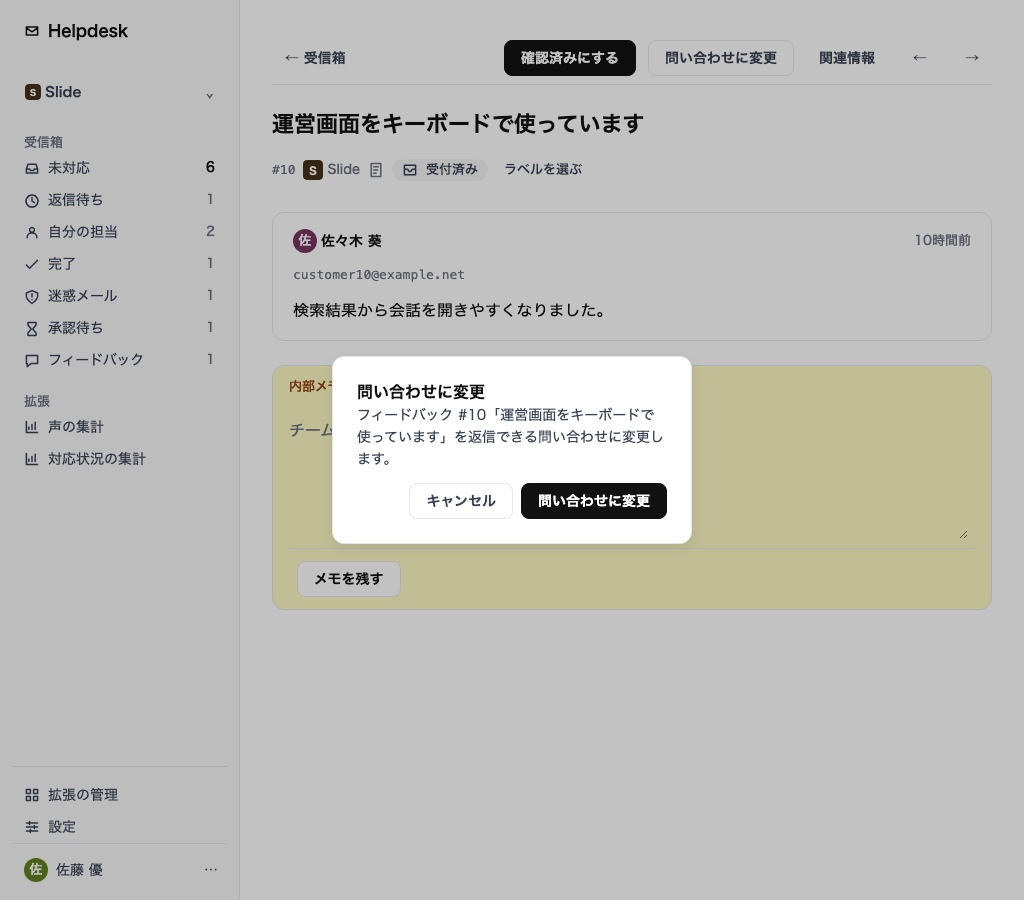 Helpdesk
S Slide
受信箱
未対応 6
返信待ち 1
自分の担当 2
完了 1
迷惑メール 1
承認待ち 1
フィードバック 1
拡張
声の集計
対応状況の集計
拡張の管理
設定
佐 佐藤 優 …
← 受信箱 確認済みにする 問い合わせに変更 関連情報 ← →
運営画面をキーボードで使っています
#10 S Slide 受付済み ラベルを選ぶ
佐 佐々木 葵 10時間前
customer10@example.net
検索結果から会話を開きやすくなりました。
内部メモ
チーム
問い合わせに変更
フィードバック #10「運営画面をキーボードで
使っています」を返信できる問い合わせに変更し
ます。
キャンセル 問い合わせに変更
メモを残す